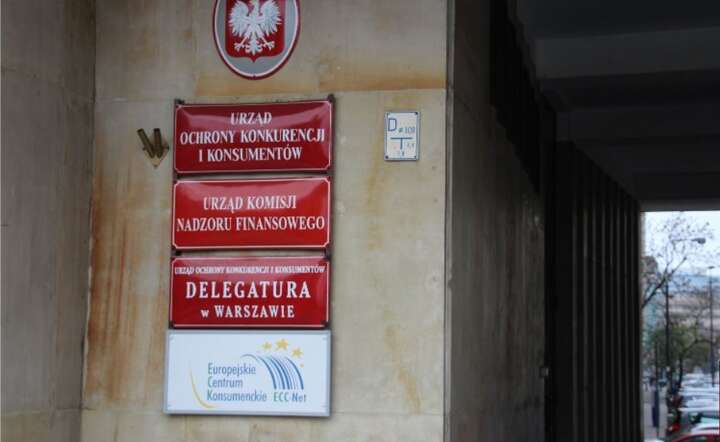 URZĄD
OCHRONY KONKURENCJI
I KONSUMENTÓW
URZĄD KOMISJI
NADZORU FINANSOWEGO
URZĄD OCHRONY KONKURENCJI I KONSUMENTÓW
DELEGATURA
w WARSZAWIE
Europejskie
Centrum
Konsumenckie ECC-Net
D